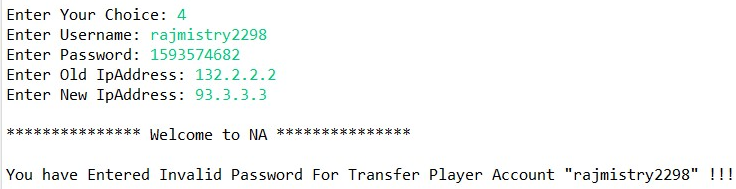 Enter Your Choice: 4
Enter Username: rajmistry2298
Enter Password: 1593574682
Enter Old IpAddress: 132.2.2.2
Enter New IpAddress: 93.3.3.3
*************** Welcome to NA ***************
You have Entered Invalid Password For Transfer Player Account "rajmistry2298" !!!